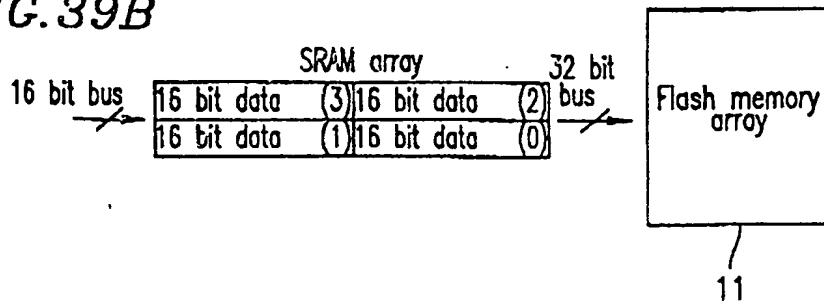 G. 39B
SRAM array
16 bit bus
16 bit data (3) 16 bit data (2)
16 bit data (1) 16 bit data (0)
32 bit
bus
Flash memory
array
11